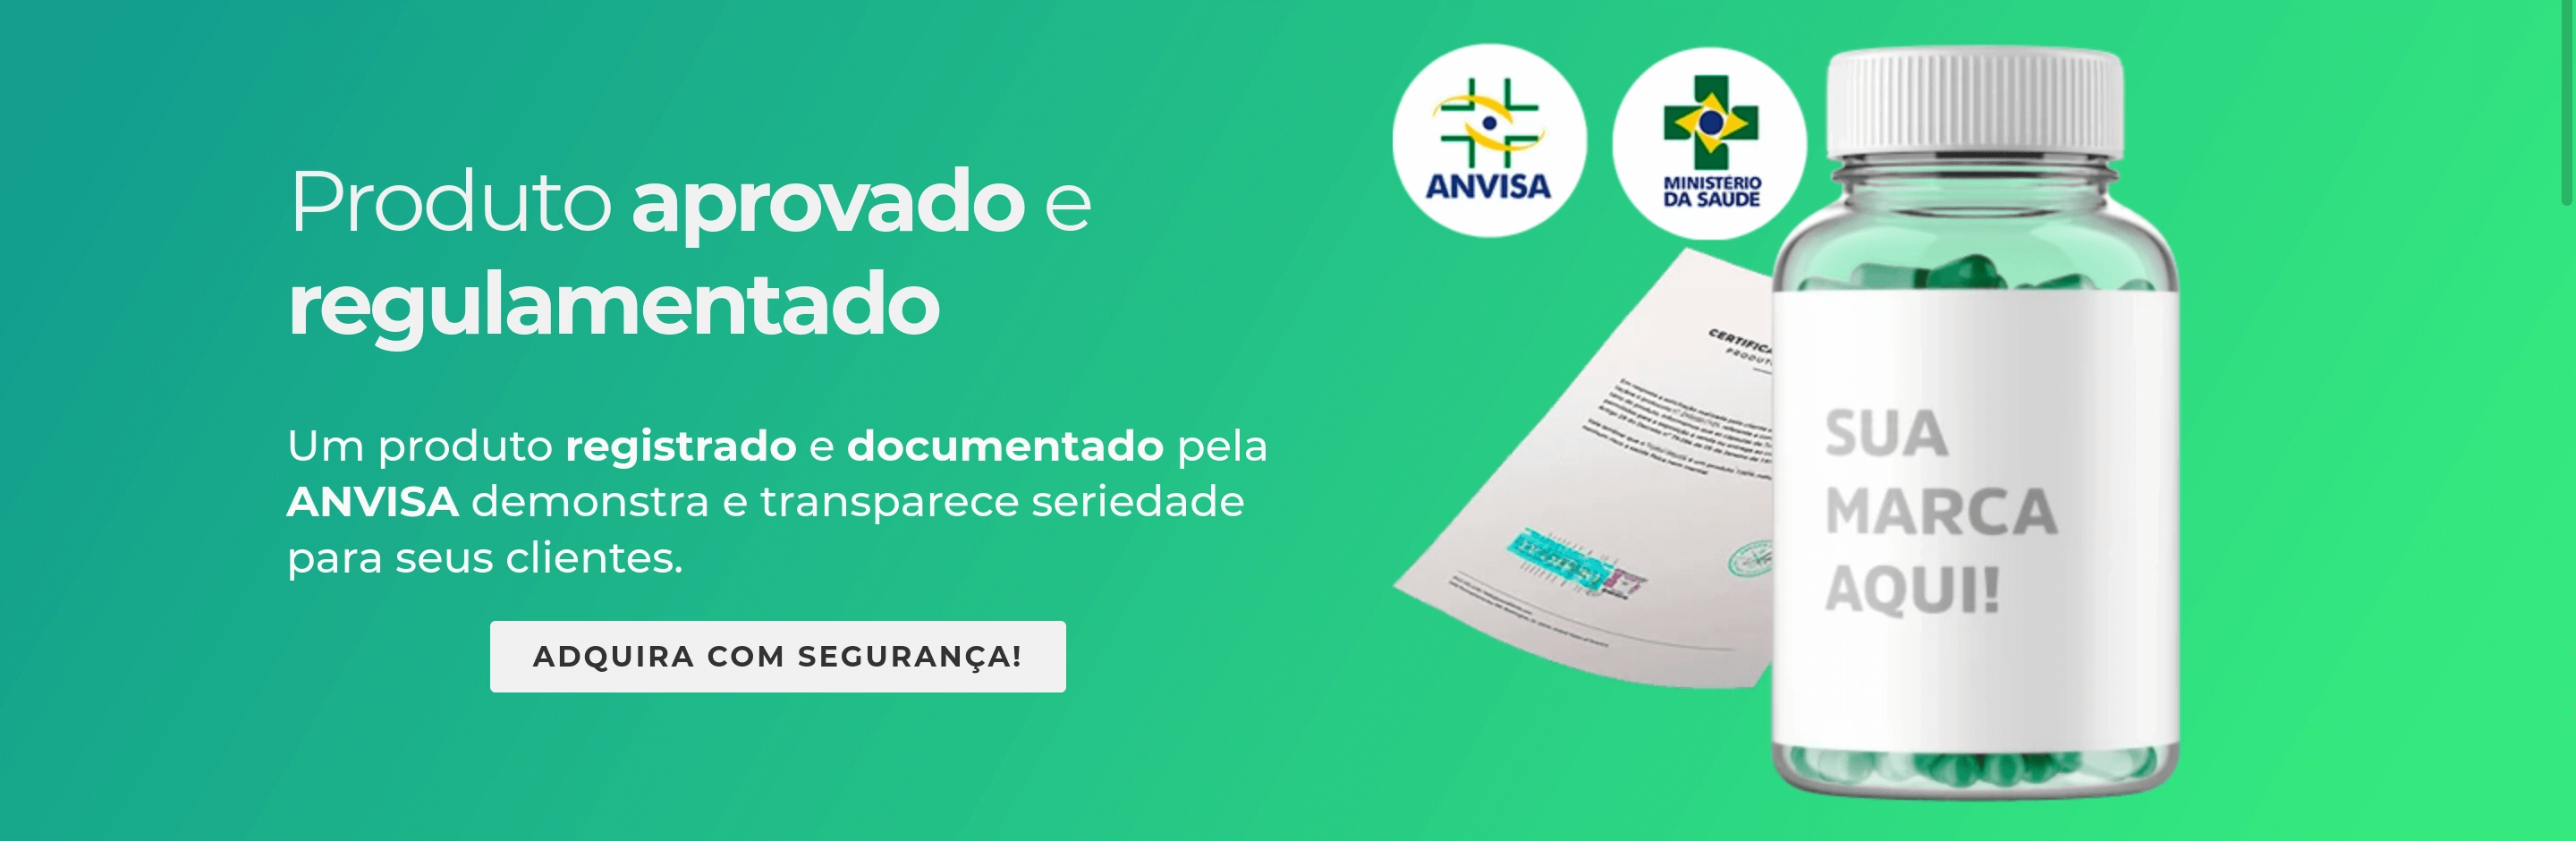 Produto aprovado e
regulamentado
Um produto registrado e documentado pela
ANVISA demonstra e transparece seriedade
para seus clientes.
ADQUIRA COM SEGURANÇA!
ANVISA
MINISTÉRIO
DA SAÚDE
SUA
MARCA
AQUI!